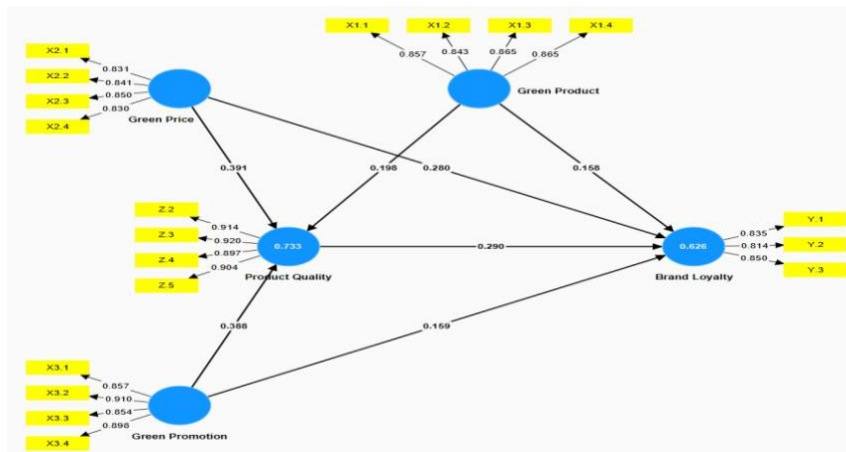 X1.1 X1.2 X1.3 X1.4
0.857 0.843 0.865 0.865
Green Product
X2.1
X2.2
X2.3
X2.4
0.831
0.841
0.850
0.830
Green Price
0.391
0.198
0.280
0.158
Z.2
Z.3
Z.4
Z.5
0.914
0.920
0.897
0.904
0.733
Product Quality
0.290
0.626
Brand Loyalty
0.835
0.814
0.850
Y.1
Y.2
Y.3
0.388
0.159
X3.1
X3.2
X3.3
X3.4
0.857
0.910
0.854
0.898
Green Promotion